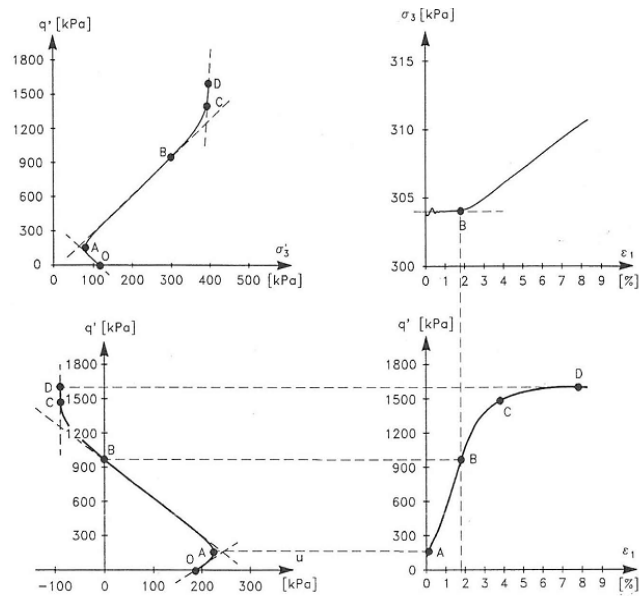 q' [kPa]
1800
1500
1200
900
600
300
0
0 100 200 300 400 500
σ'3
[kPa]
D
C
B
A
O
σ3 [kPa]
315
310
305
300
0 1 2 3 4 5 6 7 8 9
ε1
[%]
B
q' [kPa]
1800
1500
1200
900
600
300
0
-100 0 100 200 300
u
[kPa]
D
C
B
A
O
q' [kPa]
1800
1500
1200
900
600
300
0
0 1 2 3 4 5 6 7 8 9
ε1
[%]
D
C
B
A